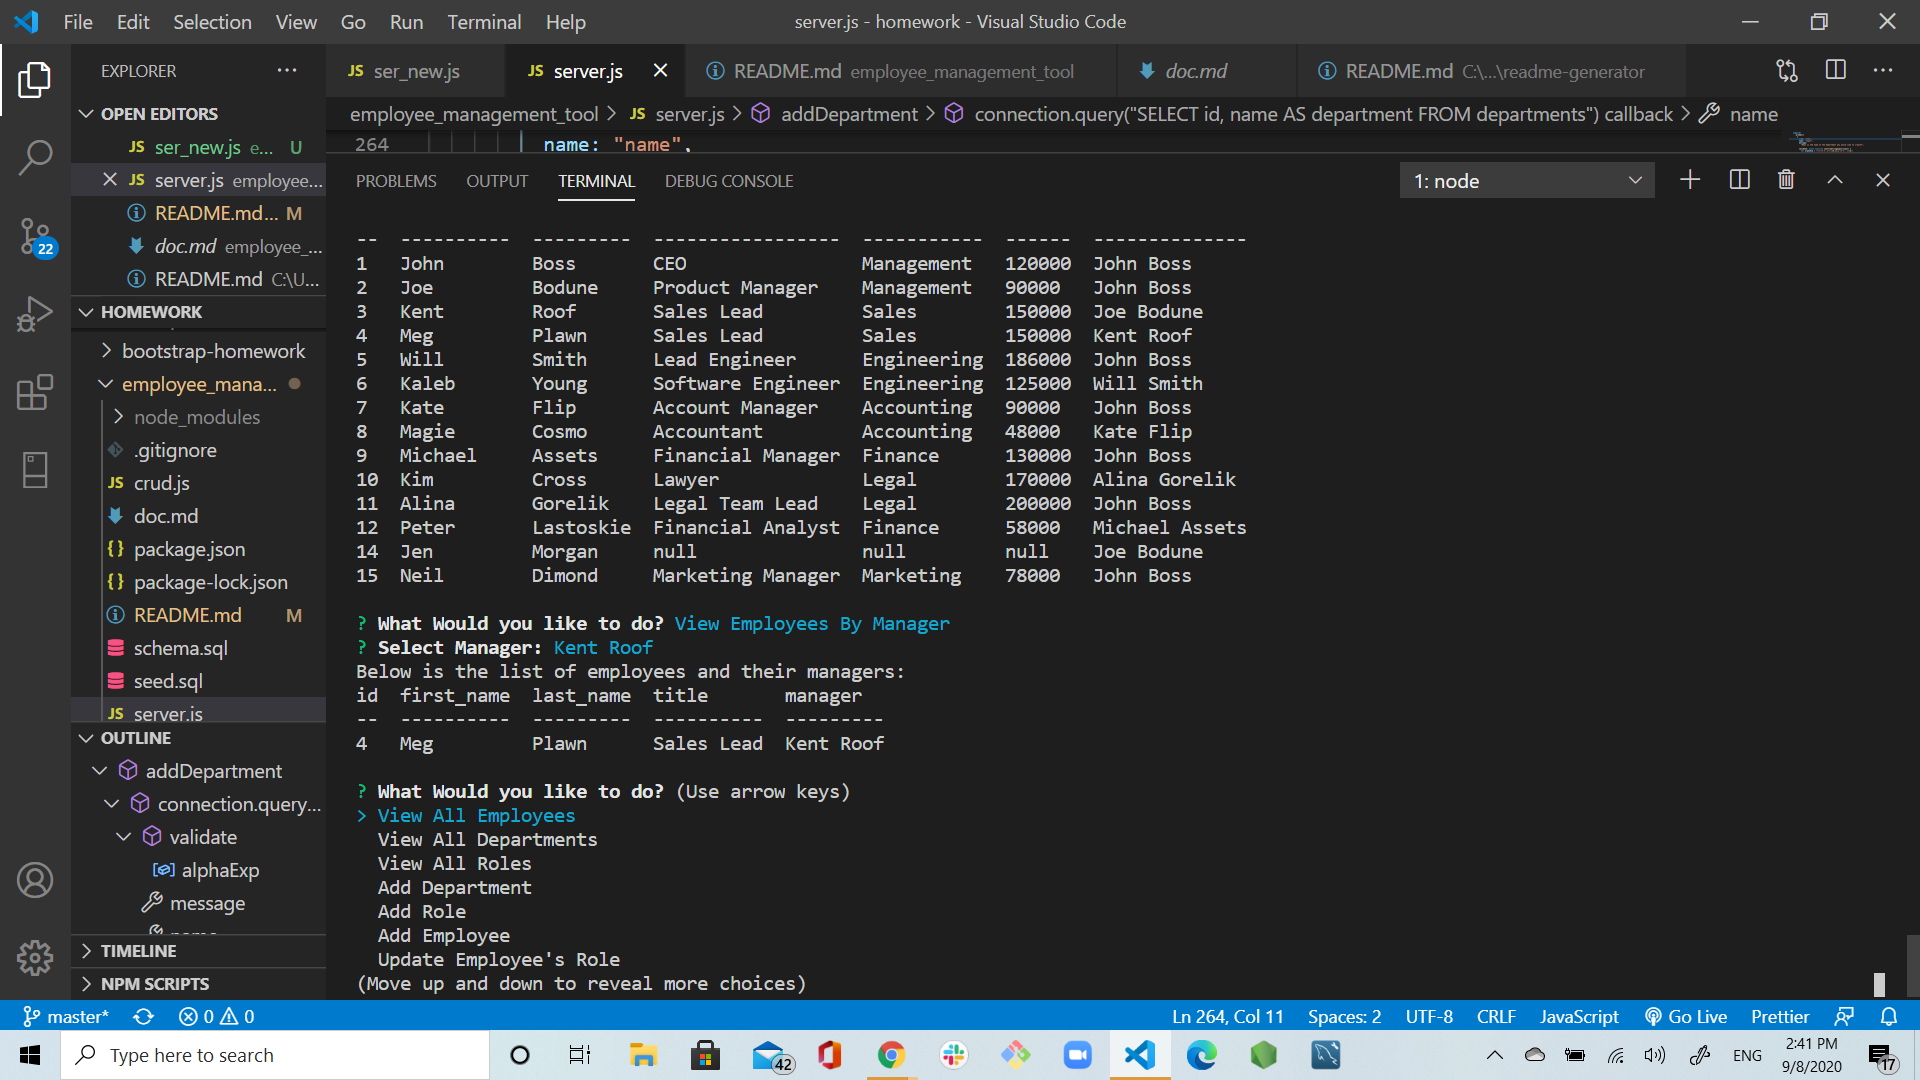 File Edit Selection View Go Run Terminal Help
server.js - homework - Visual Studio Code
EXPLORER
JS ser_new.js
JS server.js
README.md employee_management_tool
doc.md
README.md C:\...\readme-generator
employee_management_tool > JS server.js > addDepartment > connection.query("SELECT id, name AS department FROM departments") callback > name
264 name: "name",
OPEN EDITORS
JS ser_new.js e... U
JS server.js employee...
README.md... M
doc.md employee_...
README.md C:\U...
HOMEWORK
bootstrap-homework
employee_mana...
node_modules
.gitignore
JS crud.js
doc.md
{} package.json
{} package-lock.json
README.md M
schema.sql
seed.sql
JS server.js
OUTLINE
addDepartment
connection.query...
validate
alphaExp
message
name
TIMELINE
NPM SCRIPTS
22
PROBLEMS OUTPUT TERMINAL DEBUG CONSOLE
1: node
--  ----------  ---------  -----------------  -----------  ------  --------------
1   John        Boss       CEO                Management   120000  John Boss
2   Joe         Bodune     Product Manager    Management   90000   John Boss
3   Kent        Roof       Sales Lead         Sales        150000  Joe Bodune
4   Meg         Plawn      Sales Lead         Sales        150000  Kent Roof
5   Will        Smith      Lead Engineer      Engineering  186000  John Boss
6   Kaleb       Young      Software Engineer  Engineering  125000  Will Smith
7   Kate        Flip       Account Manager    Accounting   90000   John Boss
8   Magie       Cosmo      Accountant         Accounting   48000   Kate Flip
9   Michael     Assets     Financial Manager  Finance      130000  John Boss
10  Kim         Cross      Lawyer             Legal        170000  Alina Gorelik
11  Alina       Gorelik    Legal Team Lead    Legal        200000  John Boss
12  Peter       Lastoskie  Financial Analyst  Finance      58000   Michael Assets
14  Jen         Morgan     null               null         null    Joe Bodune
15  Neil        Dimond     Marketing Manager  Marketing    78000   John Boss
? What Would you like to do? View Employees By Manager
? Select Manager: Kent Roof
Below is the list of employees and their managers:
id  first_name  last_name  title       manager
--  ----------  ---------  ----------  ---------
4   Meg         Plawn      Sales Lead  Kent Roof
? What Would you like to do? (Use arrow keys)
> View All Employees
View All Departments
View All Roles
Add Department
Add Role
Add Employee
Update Employee's Role
(Move up and down to reveal more choices)
master* 0 0
Ln 264, Col 11 Spaces: 2 UTF-8 CRLF JavaScript Go Live Prettier
Type here to search
42
ENG
2:41 PM
9/8/2020
17